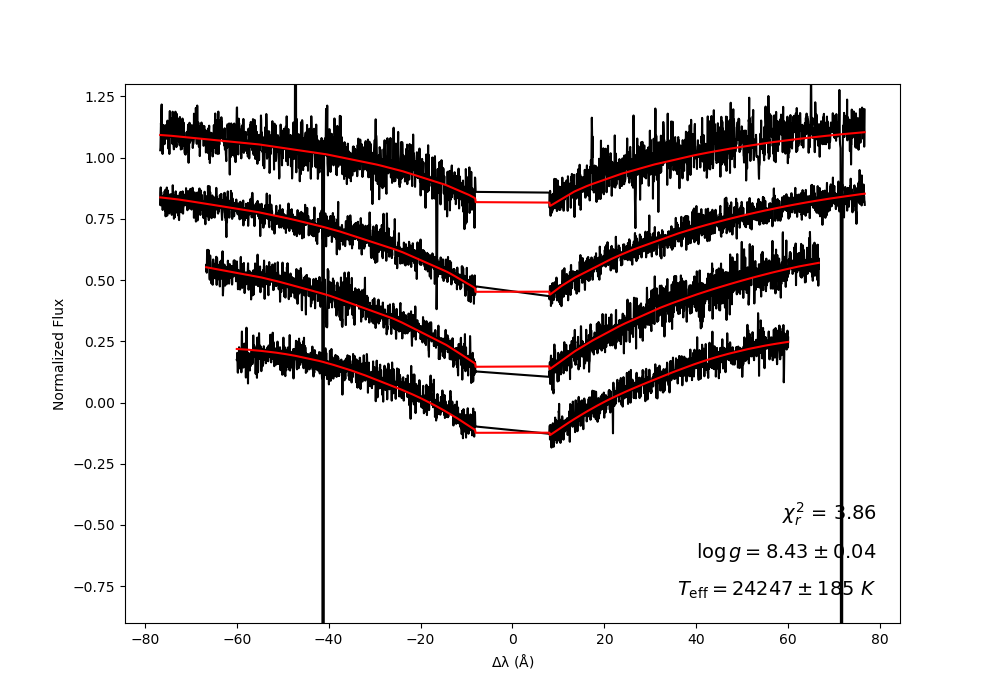 1.25
1.00
0.75
0.50
0.25
0.00
−0.25
−0.50
−0.75
Normalized Flux
χ²ᵣ = 3.86
log g = 8.43 ± 0.04
T_eff = 24247 ± 185 K
−80 −60 −40 −20 0 20 40 60 80
Δλ (Å)